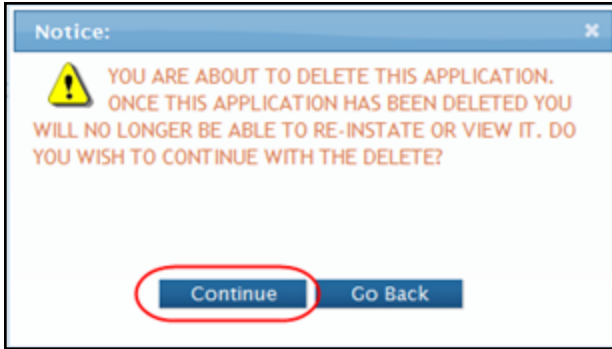 Notice:
YOU ARE ABOUT TO DELETE THIS APPLICATION.
ONCE THIS APPLICATION HAS BEEN DELETED YOU
WILL NO LONGER BE ABLE TO RE-INSTATE OR VIEW IT. DO
YOU WISH TO CONTINUE WITH THE DELETE?
Continue Go Back